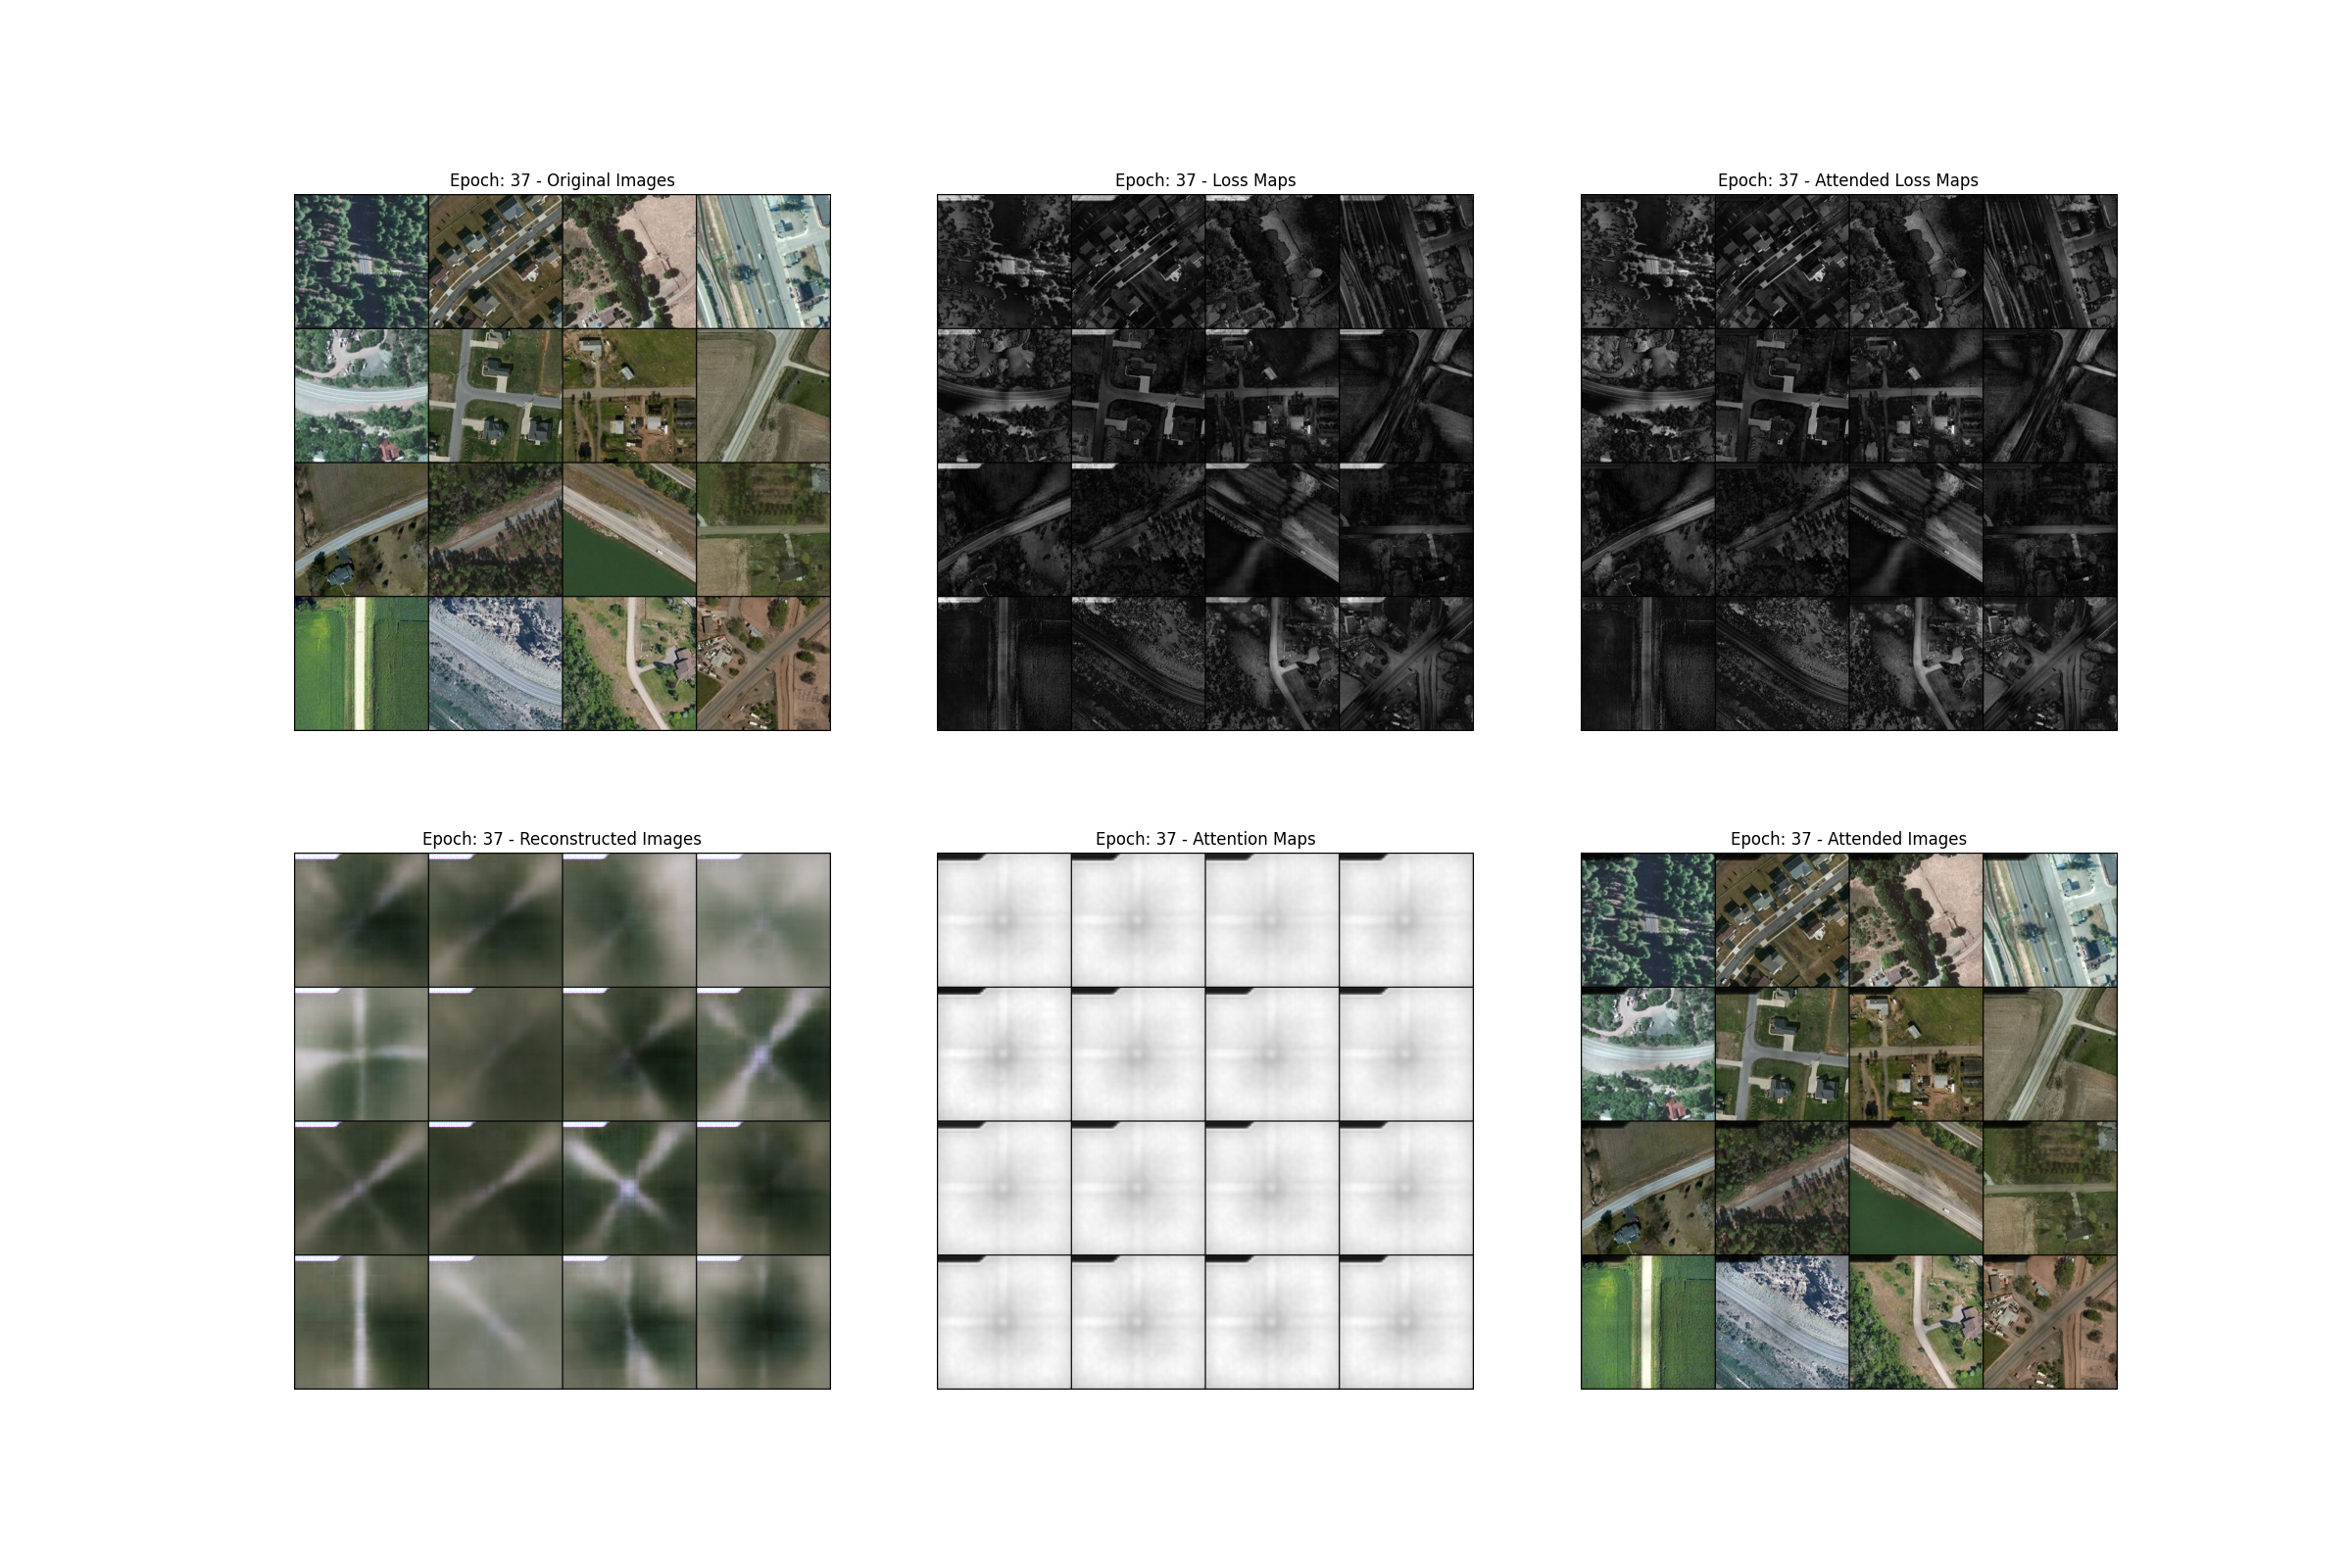 Epoch: 37 - Original Images
Epoch: 37 - Loss Maps
Epoch: 37 - Attended Loss Maps
Epoch: 37 - Reconstructed Images
Epoch: 37 - Attention Maps
Epoch: 37 - Attended Images